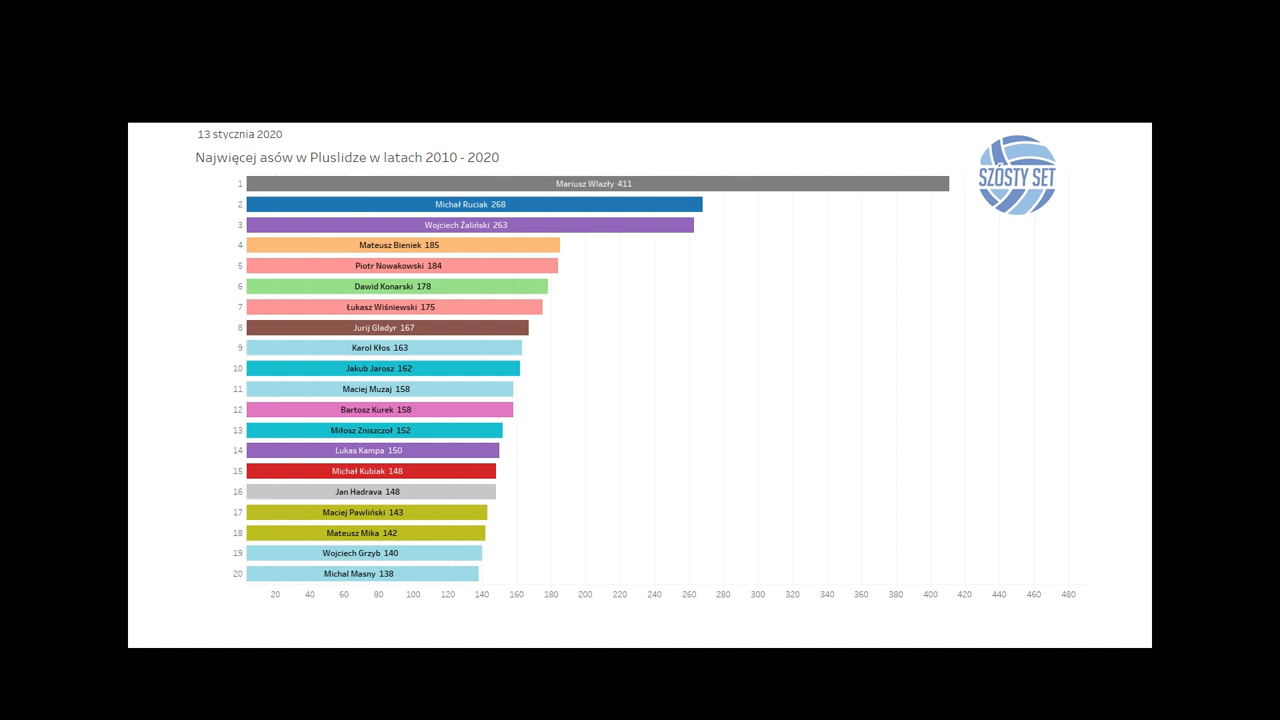 13 stycznia 2020
Najwięcej asów w Pluslidze w latach 2010 - 2020
SZÓSTY SET
1 Mariusz Wlazły 411
2 Michał Ruciak 268
3 Wojciech Żaliński 263
4 Mateusz Bieniek 185
5 Piotr Nowakowski 184
6 Dawid Konarski 178
7 Łukasz Wiśniewski 175
8 Jurij Gladyr 167
9 Karol Kłos 163
10 Jakub Jarosz 162
11 Maciej Muzaj 158
12 Bartosz Kurek 158
13 Miłosz Zniszczoł 152
14 Lukas Kampa 150
15 Michał Kubiak 148
16 Jan Hadrava 148
17 Maciej Pawliński 143
18 Mateusz Mika 142
19 Wojciech Grzyb 140
20 Michal Masny 138
20 40 60 80 100 120 140 160 180 200 220 240 260 280 300 320 340 360 380 400 420 440 460 480